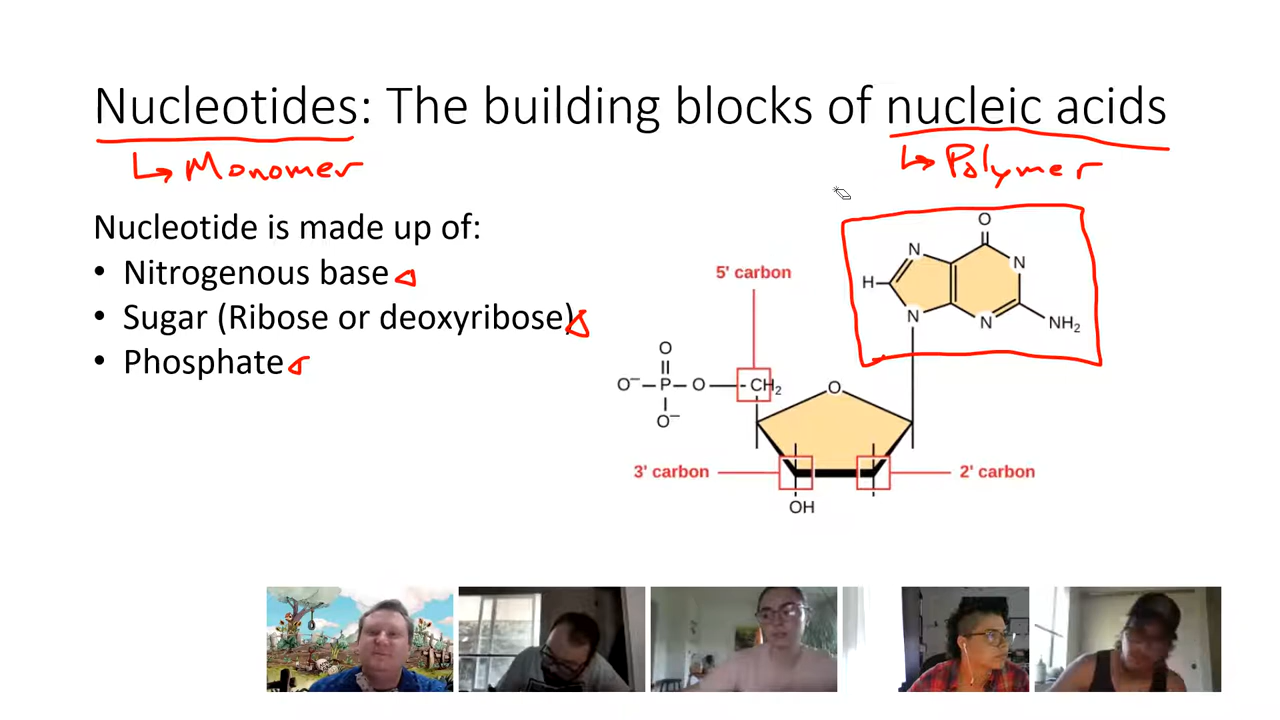 Nucleotides: The building blocks of nucleic acids
↳ Monomer
↳ Polymer
Nucleotide is made up of:
• Nitrogenous base
• Sugar (Ribose or deoxyribose)
• Phosphate
O
N
N
H
N
N
NH₂
5' carbon
O
O⁻ P O CH₂
O⁻
O
3' carbon
2' carbon
OH